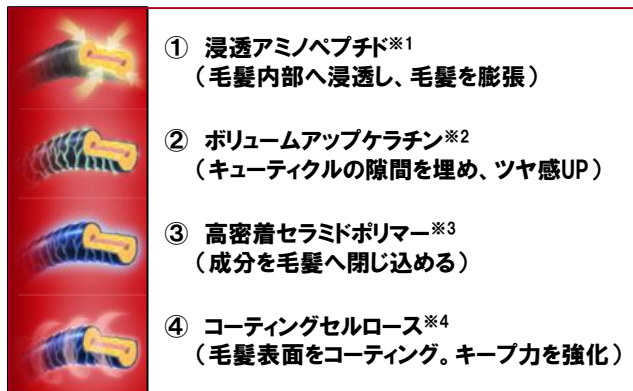 ① 浸透アミノペプチド※1
（毛髪内部へ浸透し、毛髪を膨張）
② ボリュームアップケラチン※2
（キューティクルの隙間を埋め、ツヤ感UP）
③ 高密着セラミドポリマー※3
（成分を毛髪へ閉じ込める）
④ コーティングセルロース※4
（毛髪表面をコーティング。キープ力を強化）